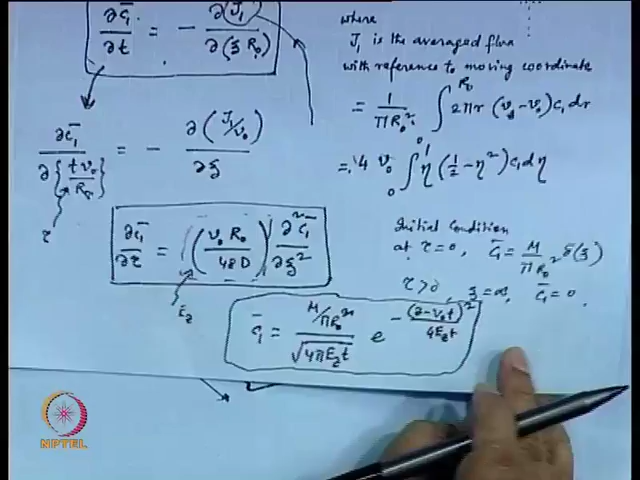 ∂c̄₁/∂t = - ∂(J₁)/∂(ξ R₀)
∂c̄₁/∂{t v₀/R₀} = - ∂(J₁/v₀)/∂ξ
τ
∂c̄₁/∂τ = (v₀ R₀/48D) ∂²c̄₁/∂ξ²
E_z
c̄₁ = (M/πR₀²)/√(4πE_z t) e^{-(z-v₀t)²/4E_z t}
where
J₁ is the averaged flux
with reference to moving coordinate
= 1/(πR₀²) ∫₀^{R₀} 2πr (v_z-v₀) c₁ dr
= 4 v₀ ∫₀¹ η (1/2 - η²) c₁ dη
Initial Condition
at τ=0, c̄₁ = M/(πR₀²) δ(ξ)
τ>0, ξ=∞, c̄₁=0.
NPTEL